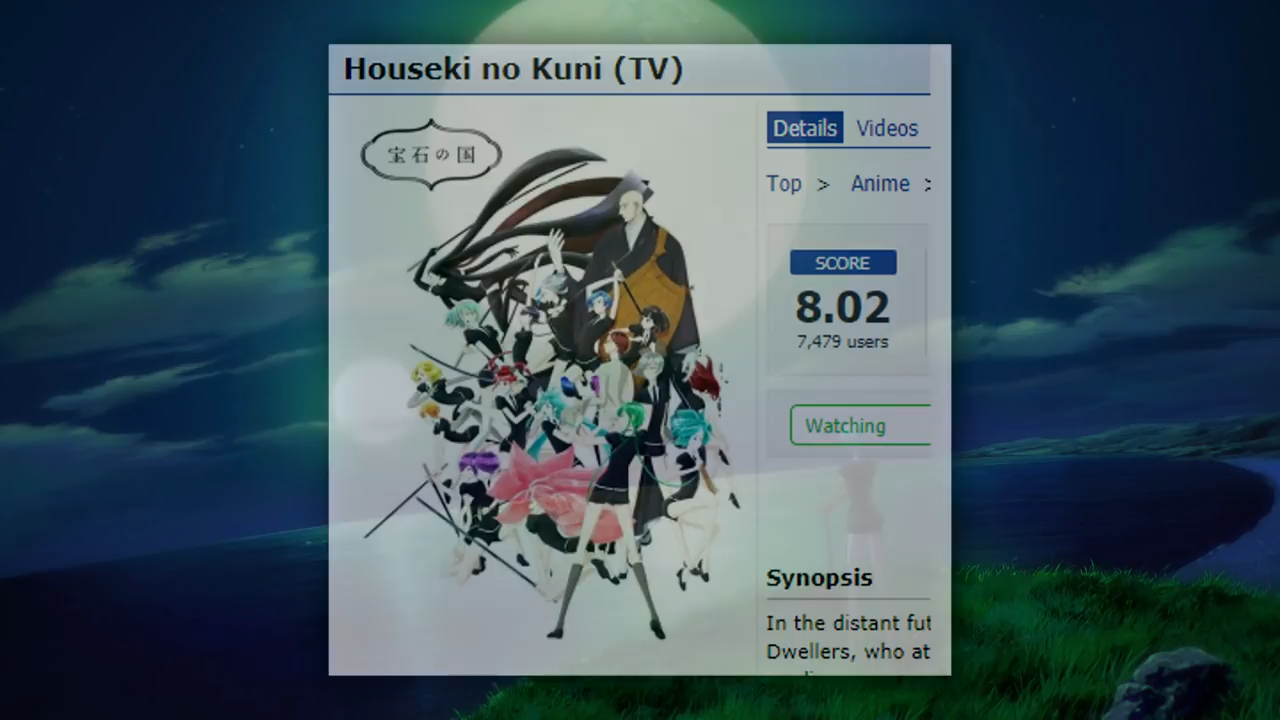 Houseki no Kuni (TV)
宝石の国
Details Videos
Top > Anime >
SCORE
8.02
7,479 users
Watching
Synopsis
In the distant fut
Dwellers, who at